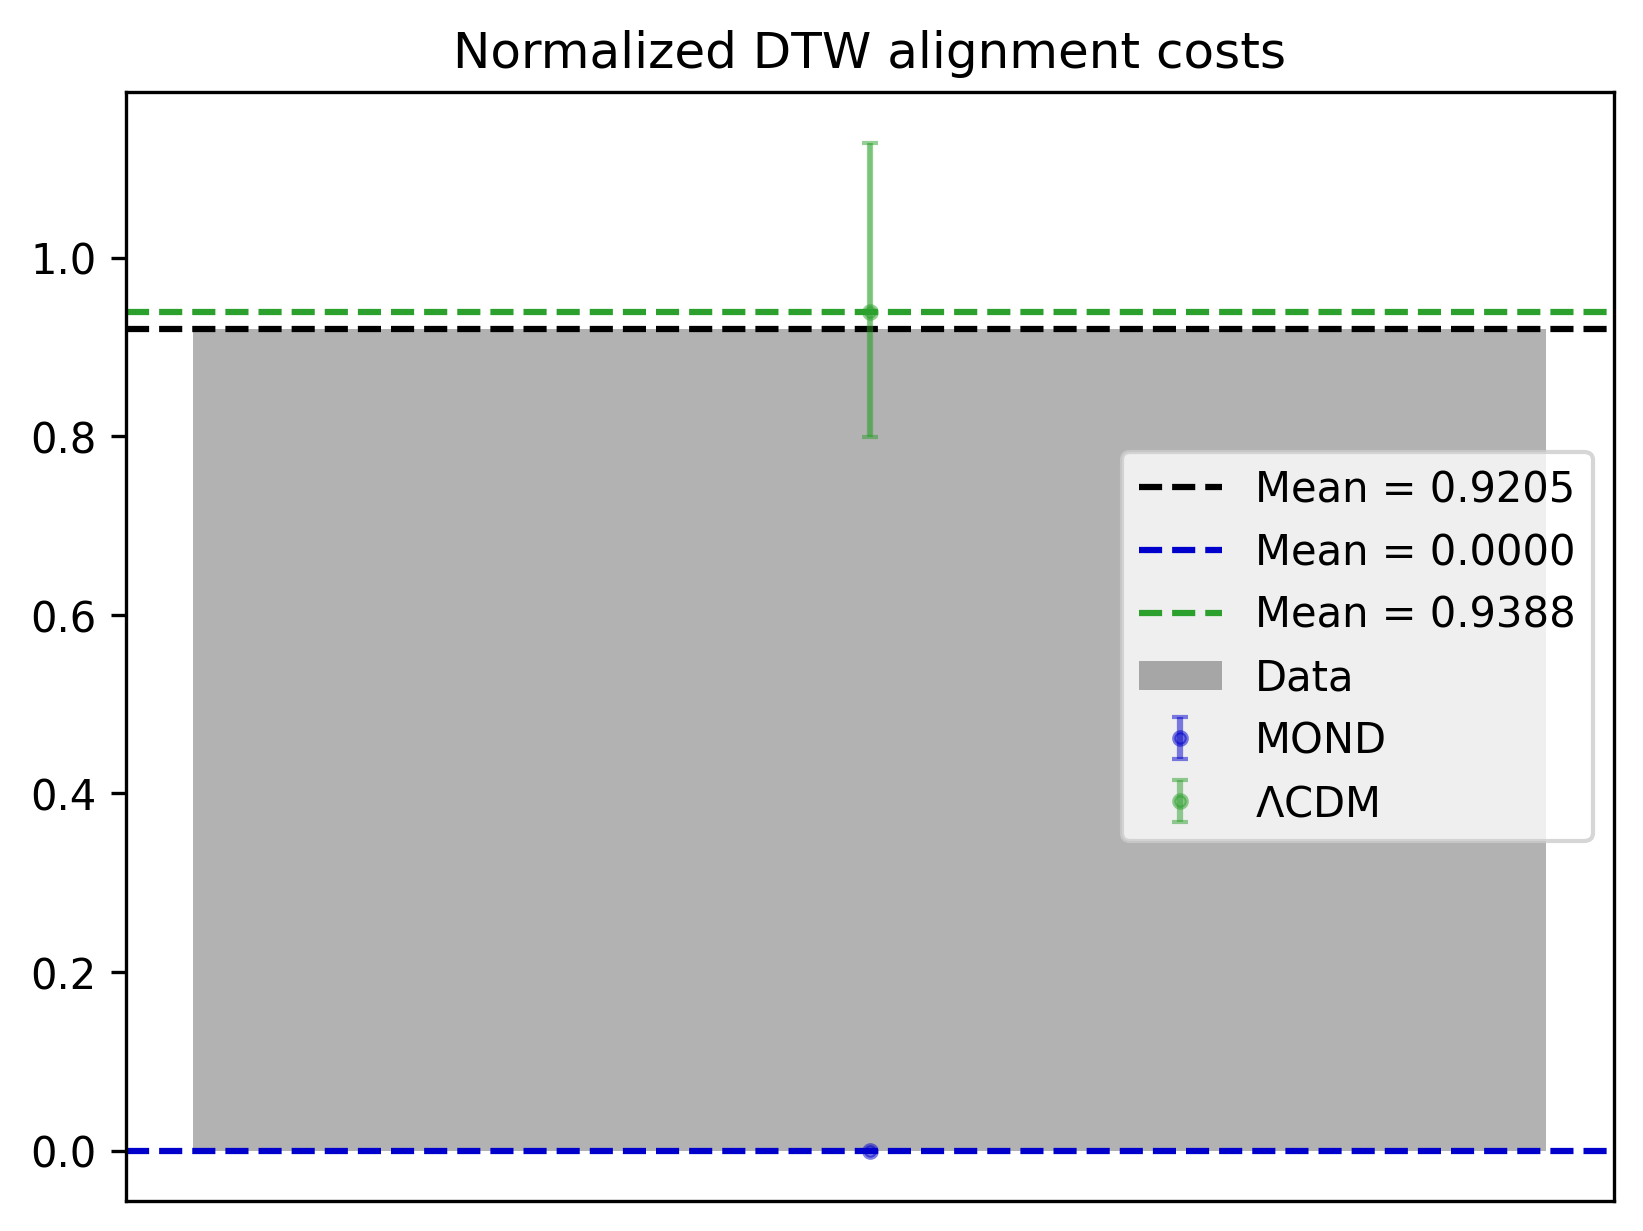 Normalized DTW alignment costs
1.0
0.8
0.6
0.4
0.2
0.0
Mean = 0.9205
Mean = 0.0000
Mean = 0.9388
Data
MOND
ΛCDM